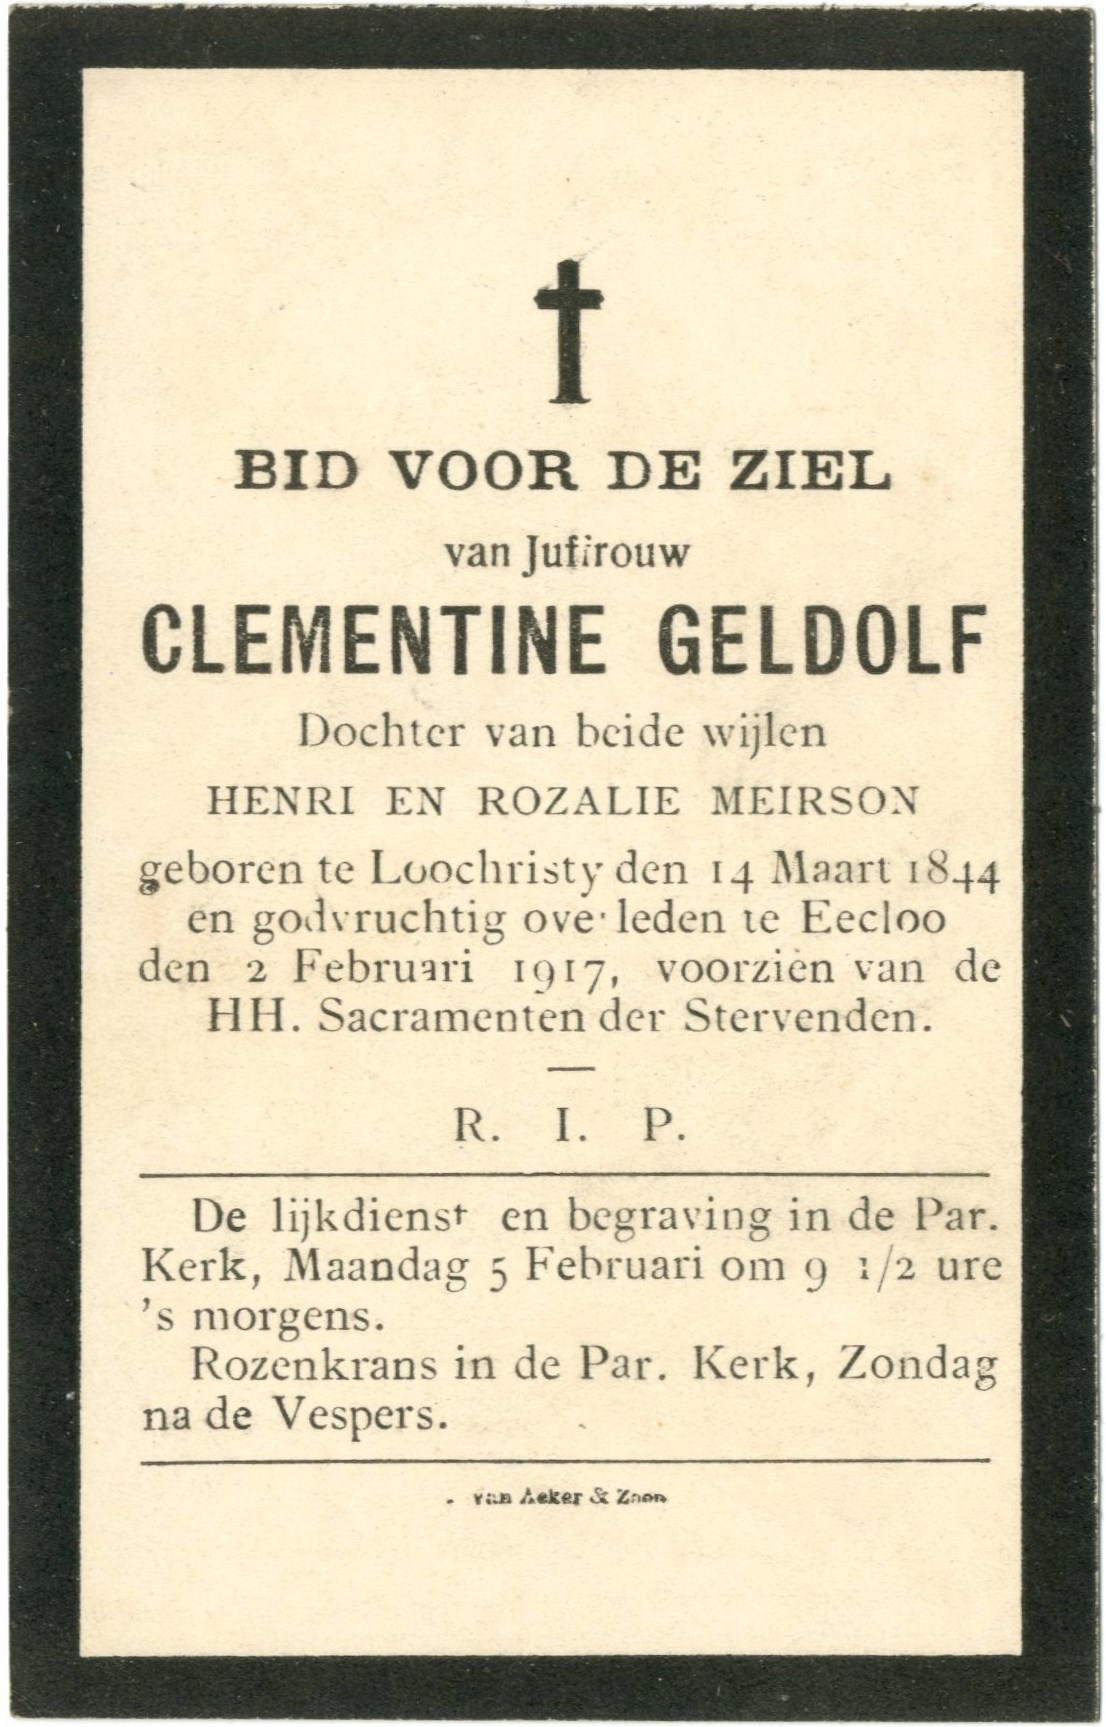 BID VOOR DE ZIEL
van Juffrouw
CLEMENTINE GELDOLF
Dochter van beide wijlen
HENRI EN ROZALIE MEIRSON
geboren te Loochristy den 14 Maart 1844
en godvruchtig overleden te Eecloo
den 2 Februari 1917, voorzien van de
HH. Sacramenten der Stervenden.
R. I. P.
De lijkdienst en begraving in de Par.
Kerk, Maandag 5 Februari om 9 1/2 ure
's morgens.
Rozenkrans in de Par. Kerk, Zondag
na de Vespers.
van Acker & Zoon